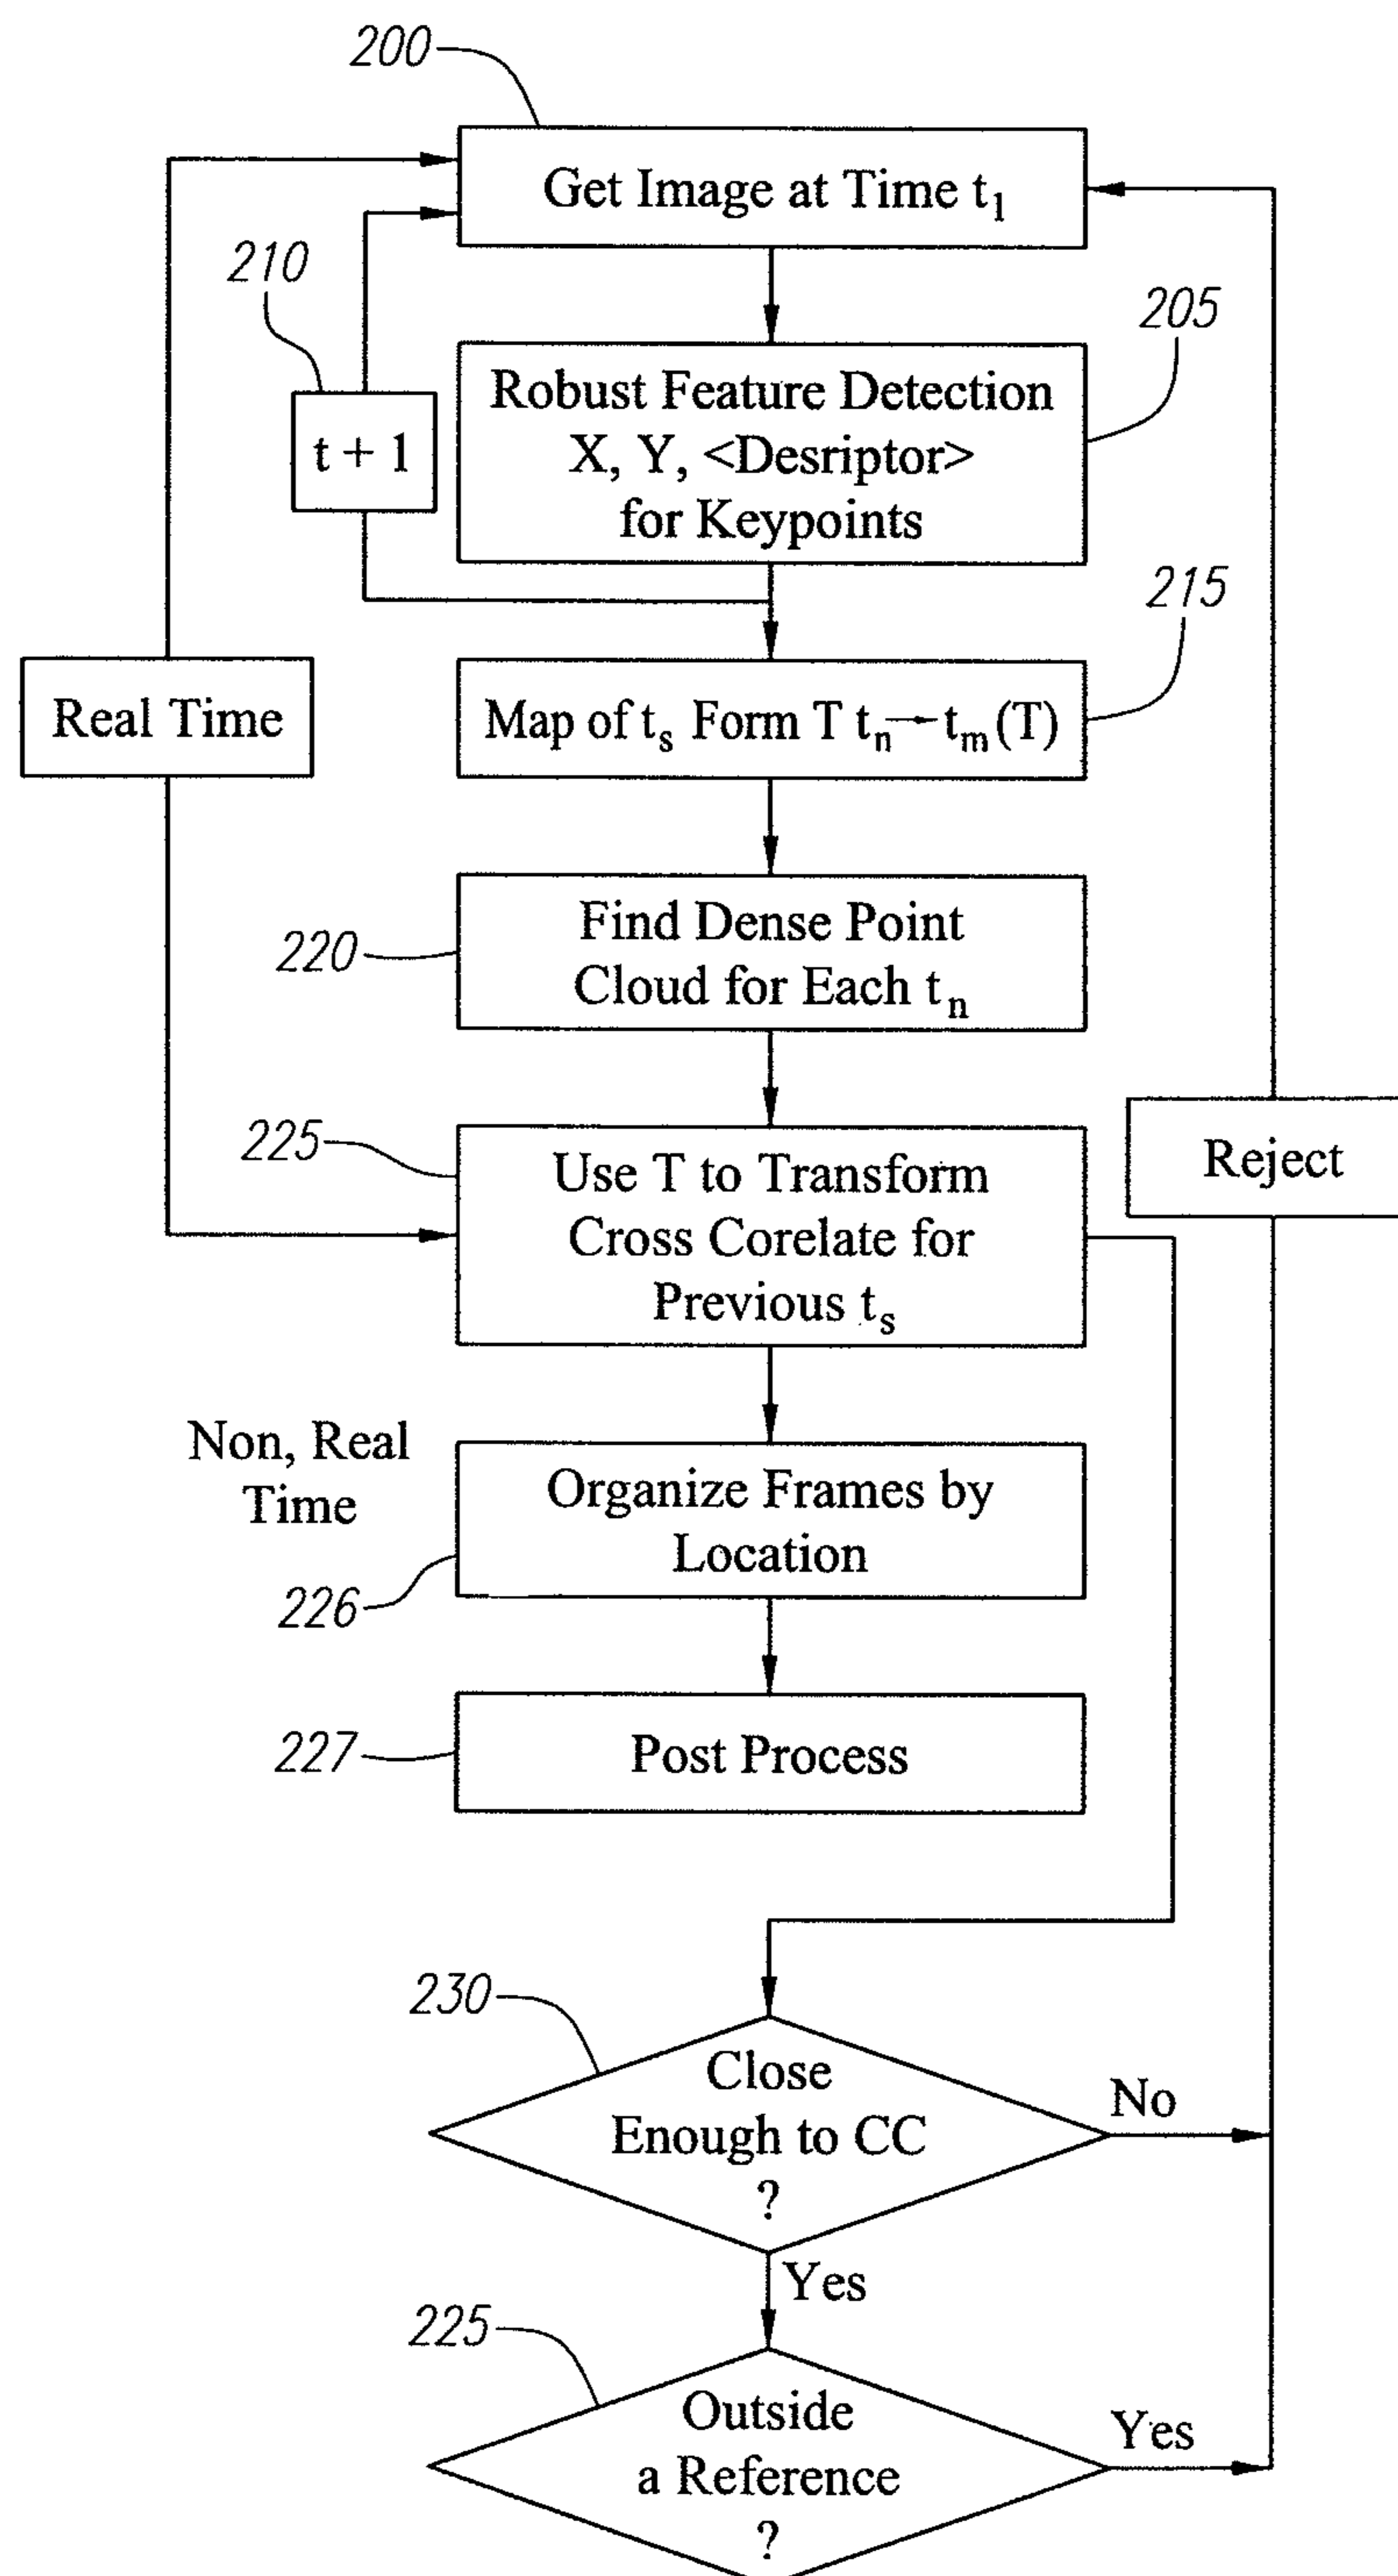 200
Get Image at Time t1
210
205
Robust Feature Detection
X, Y, <Desriptor>
for Keypoints
t + 1
215
Real Time
Map of ts Form T tn→tm(T)
220
Find Dense Point
Cloud for Each tn
225
Use T to Transform
Cross Corelate for
Previous ts
Reject
Non, Real
Time
226
Organize Frames by
Location
227
Post Process
230
Close
Enough to CC
?
No
Yes
225
Outside
a Reference
?
Yes